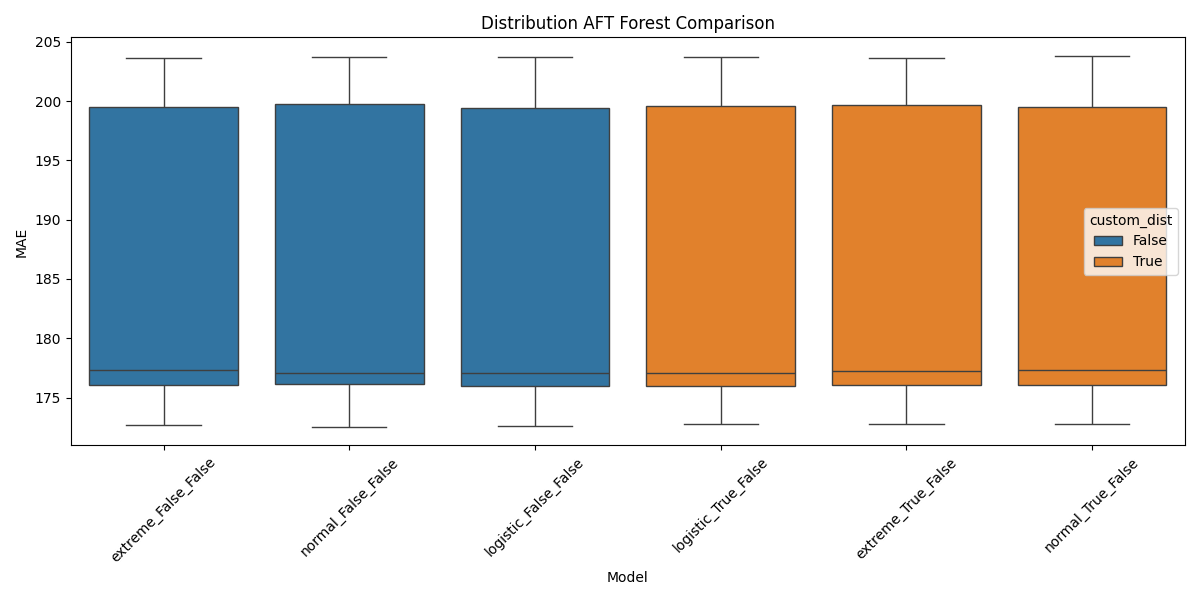 Distribution AFT Forest Comparison
205
200
195
190
185
180
175
MAE
custom_dist
False
True
extreme_False_False
normal_False_False
logistic_False_False
logistic_True_False
extreme_True_False
normal_True_False
Model